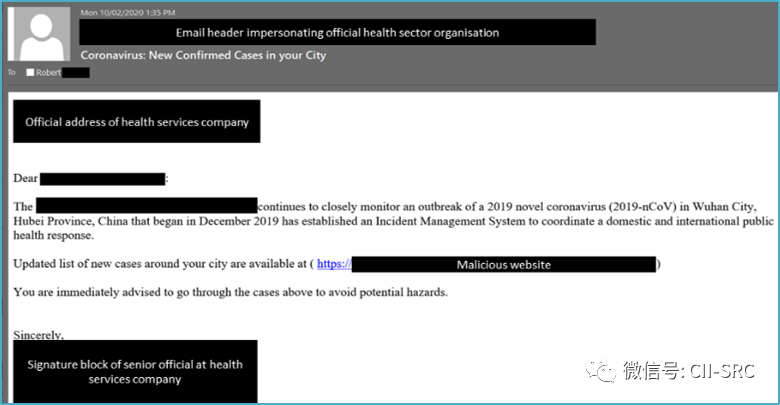 Mon 10/02/2020 1:35 PM
Email header impersonating official health sector organisation
Coronavirus: New Confirmed Cases in your City
To Robert
Official address of health services company
Dear :
The continues to closely monitor an outbreak of a 2019 novel coronavirus (2019-nCoV) in Wuhan City,
Hubei Province, China that began in December 2019 has established an Incident Management System to coordinate a domestic and international public
health response.
Updated list of new cases around your city are available at ( https:// Malicious website )
You are immediately advised to go through the cases above to avoid potential hazards.
Sincerely,
Signature block of senior official at health
services company
微信号: CII-SRC